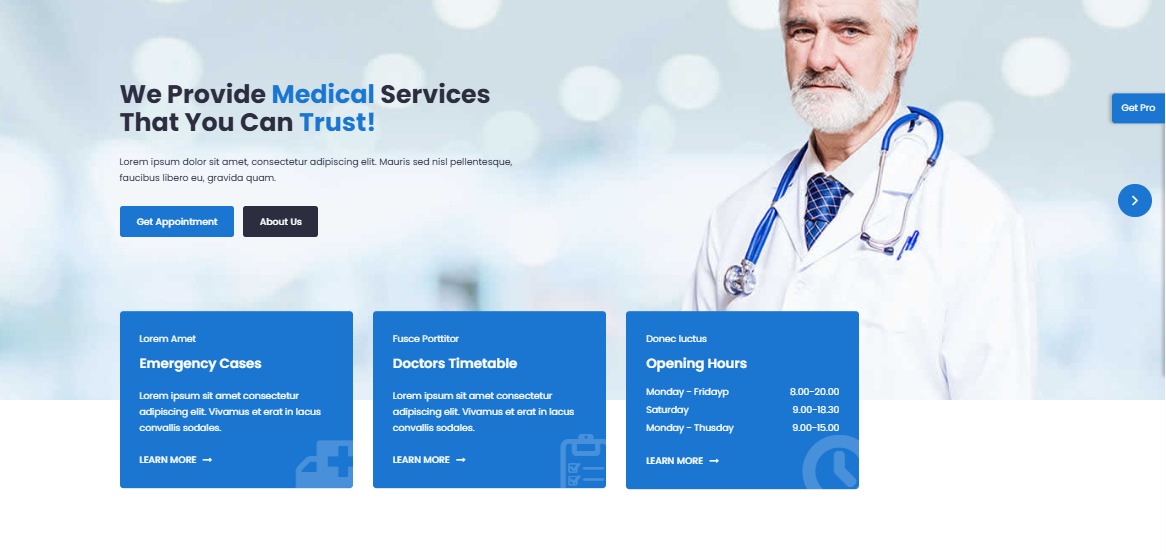 We Provide Medical Services
That You Can Trust!
Lorem ipsum dolor sit amet, consectetur adipiscing elit. Mauris sed nisl pellentesque,
faucibus libero eu, gravida quam.
Get Appointment
About Us
Get Pro
Lorem Amet
Emergency Cases
Lorem ipsum sit amet consectetur
adipiscing elit. Vivamus et erat in lacus
convallis sodales.
LEARN MORE
Fusce Porttitor
Doctors Timetable
Lorem ipsum sit amet consectetur
adipiscing elit. Vivamus et erat in lacus
convallis sodales.
LEARN MORE
Donec luctus
Opening Hours
Monday - Fridayp 8.00-20.00
Saturday 9.00-18.30
Monday - Thusday 9.00-15.00
LEARN MORE